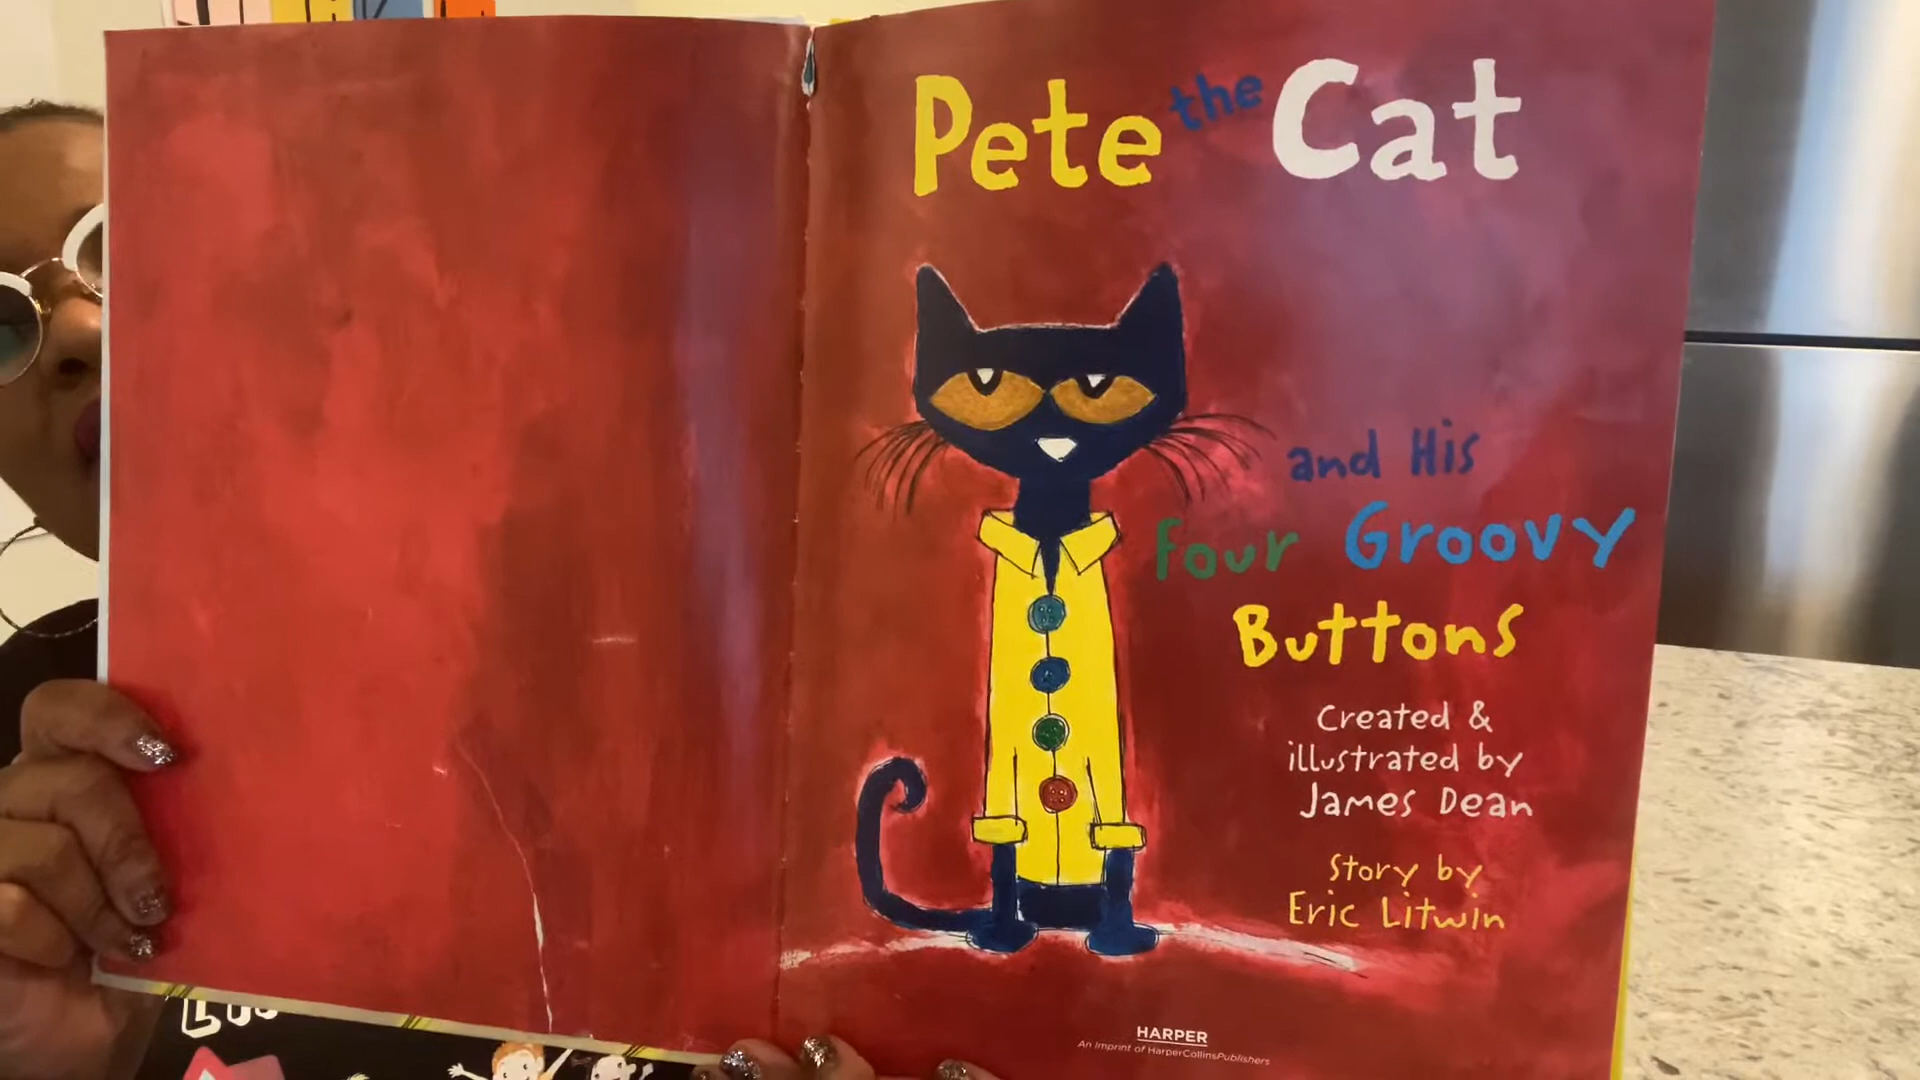 Pete the Cat
and His
Four Groovy
Buttons
Created &
illustrated by
James Dean
Story by
Eric Litwin
HARPER
An Imprint of HarperCollinsPublishers